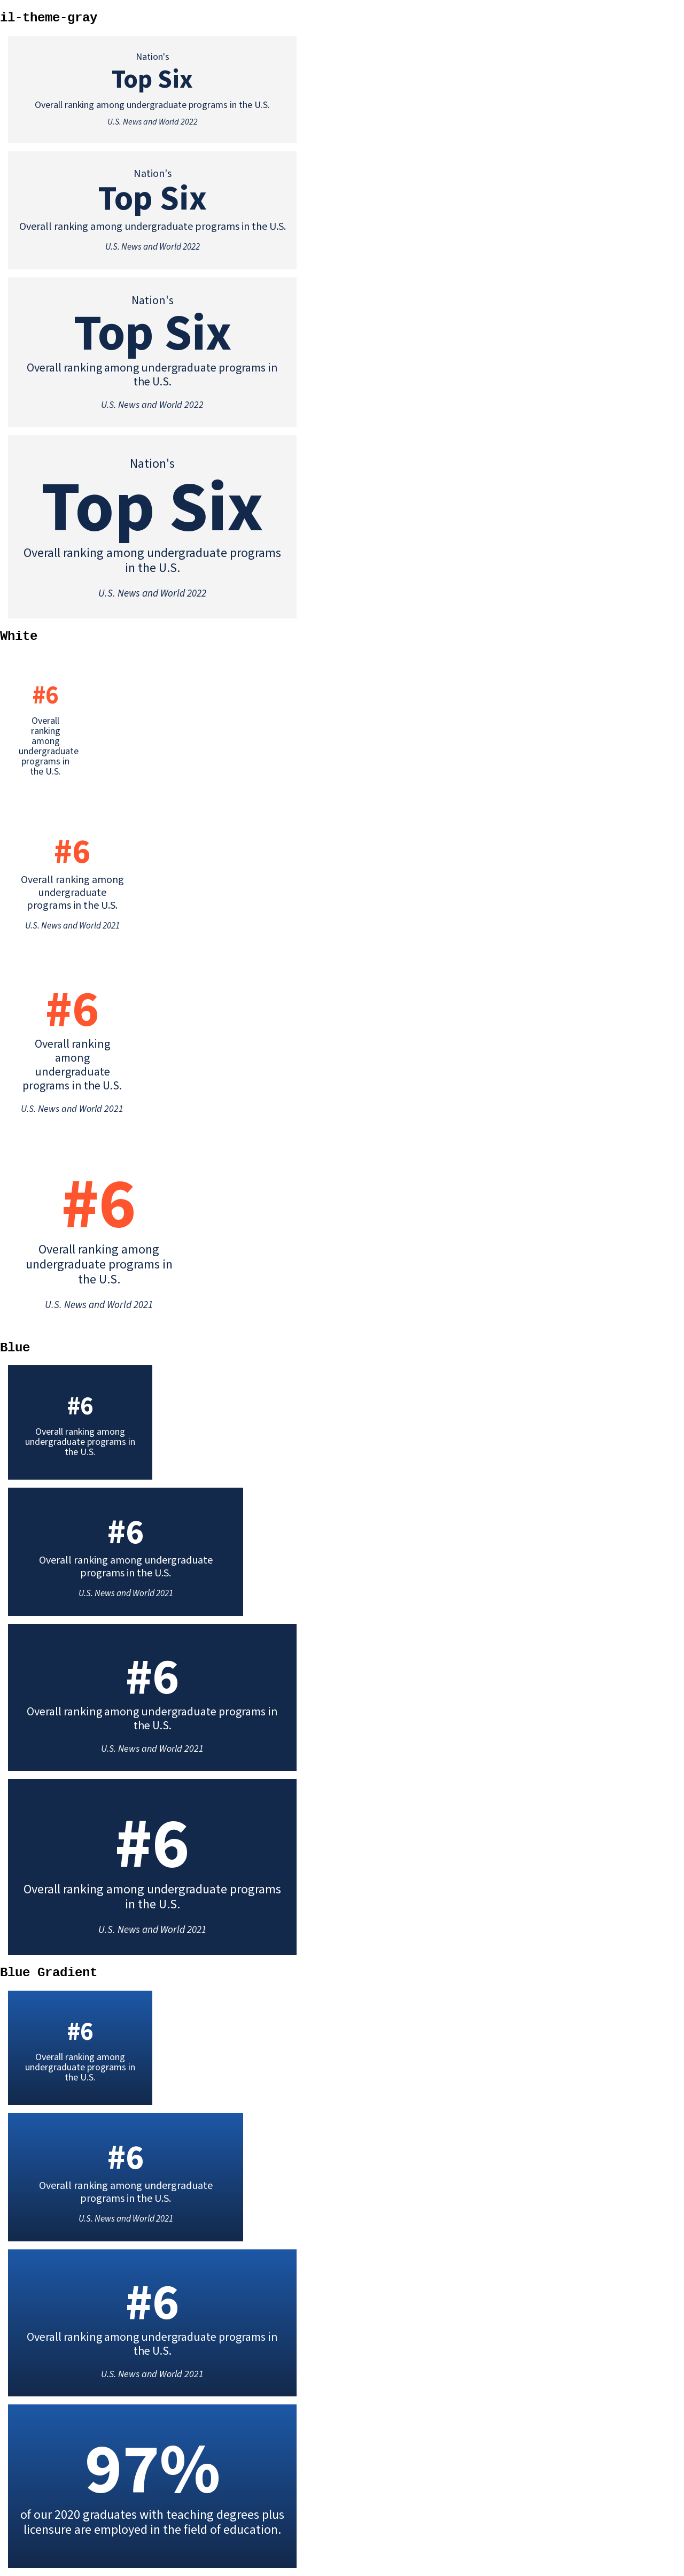 il-theme-gray
Nation's
Top Six
Overall ranking among undergraduate programs in the U.S.
U.S. News and World 2022
Nation's
Top Six
Overall ranking among undergraduate programs in the U.S.
U.S. News and World 2022
Nation's
Top Six
Overall ranking among undergraduate programs in
the U.S.
U.S. News and World 2022
Nation's
Top Six
Overall ranking among undergraduate programs
in the U.S.
U.S. News and World 2022
White
#6
Overall
ranking
among
undergraduate
programs in
the U.S.
#6
Overall ranking among
undergraduate
programs in the U.S.
U.S. News and World 2021
#6
Overall ranking
among
undergraduate
programs in the U.S.
U.S. News and World 2021
#6
Overall ranking among
undergraduate programs in
the U.S.
U.S. News and World 2021
Blue
#6
Overall ranking among
undergraduate programs in
the U.S.
#6
Overall ranking among undergraduate
programs in the U.S.
U.S. News and World 2021
#6
Overall ranking among undergraduate programs in
the U.S.
U.S. News and World 2021
#6
Overall ranking among undergraduate programs
in the U.S.
U.S. News and World 2021
Blue Gradient
#6
Overall ranking among
undergraduate programs in
the U.S.
#6
Overall ranking among undergraduate
programs in the U.S.
U.S. News and World 2021
#6
Overall ranking among undergraduate programs in
the U.S.
U.S. News and World 2021
97%
of our 2020 graduates with teaching degrees plus
licensure are employed in the field of education.